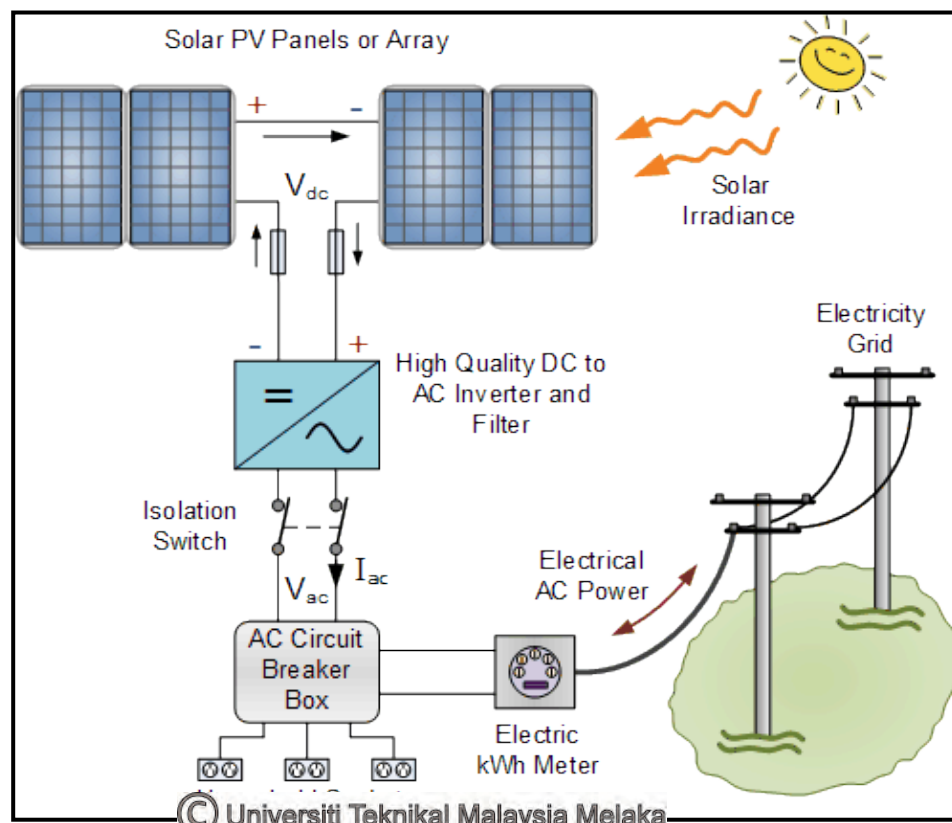 Solar PV Panels or Array
+
-
Vdc
Solar
Irradiance
-
+
High Quality DC to
AC Inverter and
Filter
=
Electricity
Grid
Isolation
Switch
Vac
Iac
Electrical
AC Power
AC Circuit
Breaker
Box
Electric
kWh Meter
© Universiti Teknikal Malaysia Melaka